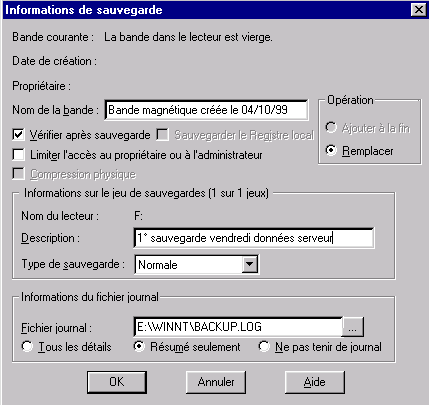 Informations de sauvegarde
Bande courante : La bande dans le lecteur est vierge.
Date de création :
Propriétaire :
Nom de la bande : Bande magnétique créée le 04/10/99
Opération
Vérifier après sauvegarde Sauvegarder le Registre local Ajouter à la fin
Limiter l'accès au propriétaire ou à l'administrateur Remplacer
Compression physique
Informations sur le jeu de sauvegardes (1 sur 1 jeux)
Nom du lecteur : F:
Description : 1° sauvegarde vendredi données serveur
Type de sauvegarde : Normale
Informations du fichier journal
Fichier journal : E:\WINNT\BACKUP.LOG ...
Tous les détails Résumé seulement Ne pas tenir de journal
OK Annuler Aide